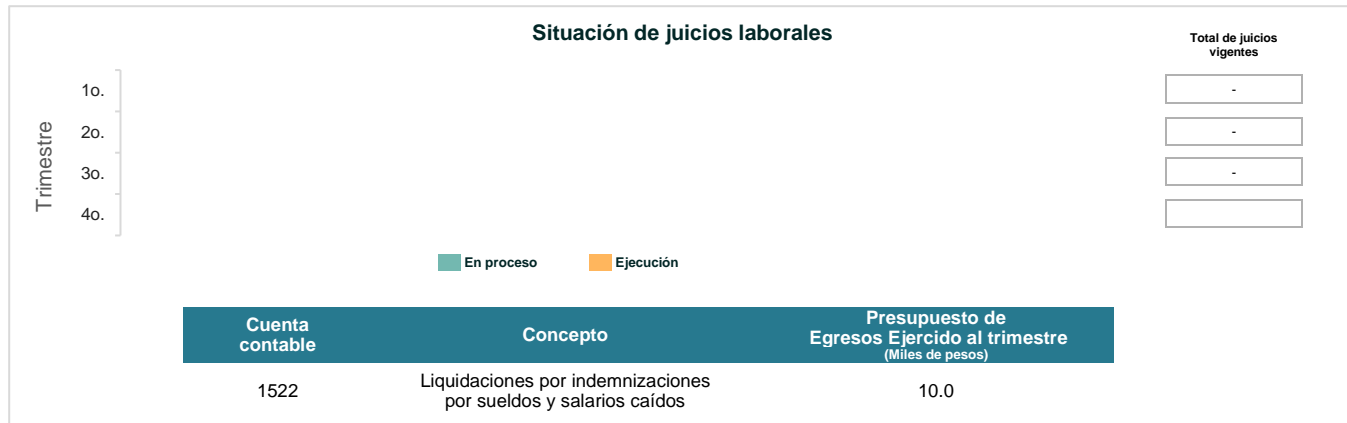 Situación de juicios laborales
Total de juicios
vigentes
Trimestre
1o.
-
2o.
-
3o.
-
4o.
En proceso
Ejecución
Cuenta
contable
Concepto
Presupuesto de
Egresos Ejercido al trimestre
(Miles de pesos)
1522
Liquidaciones por indemnizaciones
por sueldos y salarios caídos
10.0